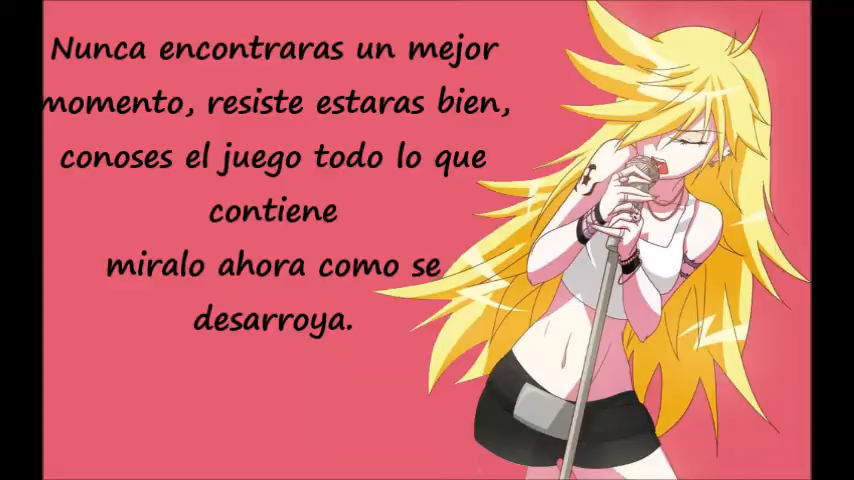 Nunca encontraras un mejor
momento, resiste estaras bien,
conoses el juego todo lo que
contiene
miralo ahora como se
desarroya.